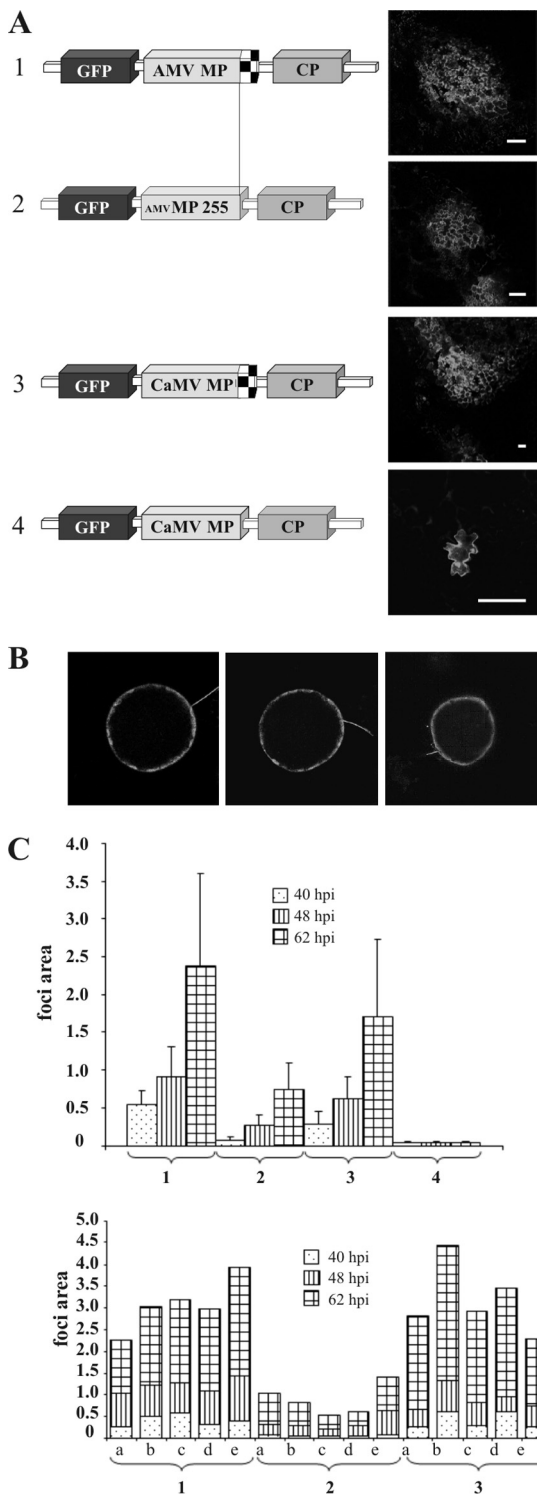 A
1 GFP AMV MP CP
2 GFP AMV MP 255 CP
3 GFP CaMV MP CP
4 GFP CaMV MP CP
B
C
4.0
3.5
3.0
2.5
2.0
1.5
1.0
0.5
0
foci area
40 hpi
48 hpi
62 hpi
1 2 3 4
5.0
4.5
4.0
3.5
3.0
2.5
2.0
1.5
1.0
0.5
0
foci area
40 hpi
48 hpi
62 hpi
a b c d e a b c d e a b c d e
1 2 3